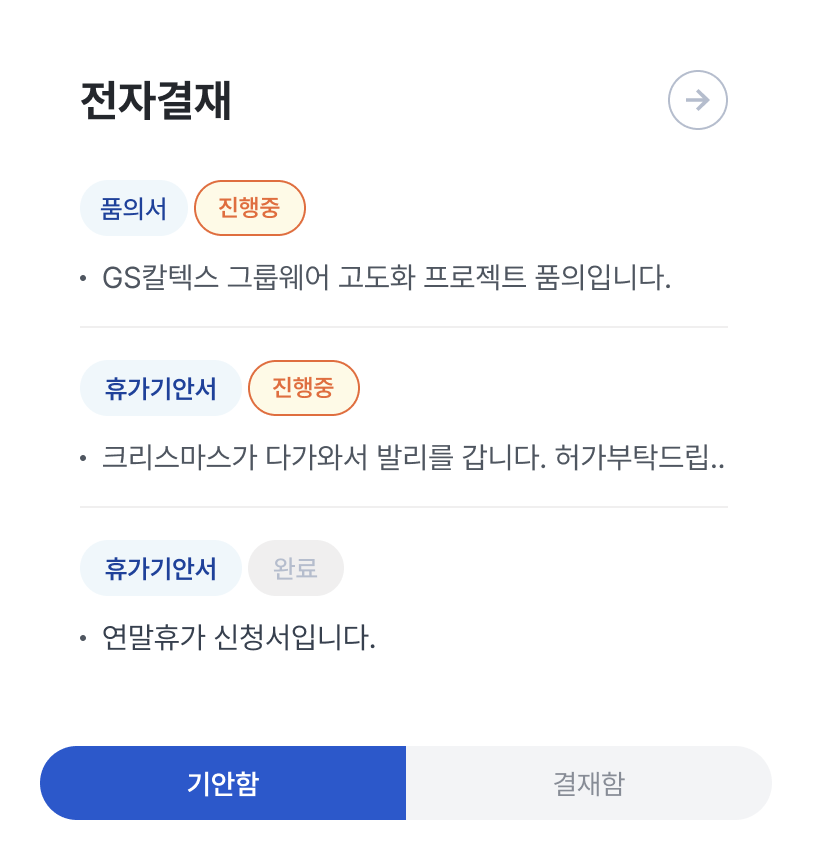 전자결재
품의서 진행중
• GS칼텍스 그룹웨어 고도화 프로젝트 품의입니다.
휴가기안서 진행중
• 크리스마스가 다가와서 발리를 갑니다. 허가부탁드립..
휴가기안서 완료
• 연말휴가 신청서입니다.
기안함 결재함